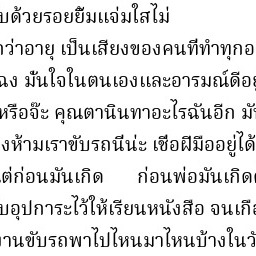 บด้วยรอยยิ้มแจ่มใสไม่
ว่าอายุ เป็นเสียงของคนที่ทำทุกอ
ฉง มั่นใจในตนเองและอารมณ์ดีอยู่
หรือจ๊ะ คุณตานินทาอะไรฉันอีก มั
งห้ามเราขับรถนี่น่ะ เชื่อฝีมืออยู่ได้
ต่ก่อนมันเกิด ก่อนพ่อมันเกิด
บอุปการะไว้ให้เรียนหนังสือ จนเกือ
านขับรถพาไปไหนมาไหนบ้างในวั